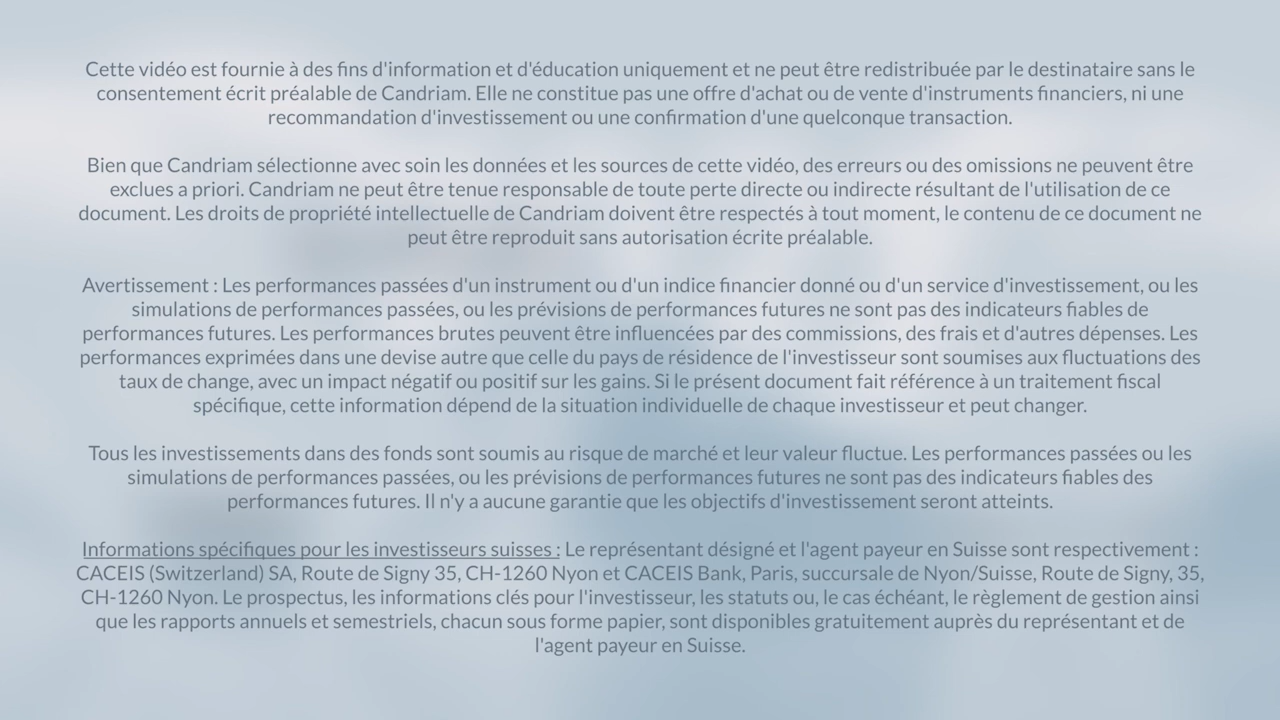 Cette vidéo est fournie à des fins d'information et d'éducation uniquement et ne peut être redistribuée par le destinataire sans le
consentement écrit préalable de Candriam. Elle ne constitue pas une offre d'achat ou de vente d'instruments financiers, ni une
recommandation d'investissement ou une confirmation d'une quelconque transaction.
Bien que Candriam sélectionne avec soin les données et les sources de cette vidéo, des erreurs ou des omissions ne peuvent être
exclues a priori. Candriam ne peut être tenue responsable de toute perte directe ou indirecte résultant de l'utilisation de ce
document. Les droits de propriété intellectuelle de Candriam doivent être respectés à tout moment, le contenu de ce document ne
peut être reproduit sans autorisation écrite préalable.
Avertissement : Les performances passées d'un instrument ou d'un indice financier donné ou d'un service d'investissement, ou les
simulations de performances passées, ou les prévisions de performances futures ne sont pas des indicateurs fiables de
performances futures. Les performances brutes peuvent être influencées par des commissions, des frais et d'autres dépenses. Les
performances exprimées dans une devise autre que celle du pays de résidence de l'investisseur sont soumises aux fluctuations des
taux de change, avec un impact négatif ou positif sur les gains. Si le présent document fait référence à un traitement fiscal
spécifique, cette information dépend de la situation individuelle de chaque investisseur et peut changer.
Tous les investissements dans des fonds sont soumis au risque de marché et leur valeur fluctue. Les performances passées ou les
simulations de performances passées, ou les prévisions de performances futures ne sont pas des indicateurs fiables des
performances futures. Il n'y a aucune garantie que les objectifs d'investissement seront atteints.
Informations spécifiques pour les investisseurs suisses : Le représentant désigné et l'agent payeur en Suisse sont respectivement :
CACEIS (Switzerland) SA, Route de Signy 35, CH-1260 Nyon et CACEIS Bank, Paris, succursale de Nyon/Suisse, Route de Signy, 35,
CH-1260 Nyon. Le prospectus, les informations clés pour l'investisseur, les statuts ou, le cas échéant, le règlement de gestion ainsi
que les rapports annuels et semestriels, chacun sous forme papier, sont disponibles gratuitement auprès du représentant et de
l'agent payeur en Suisse.